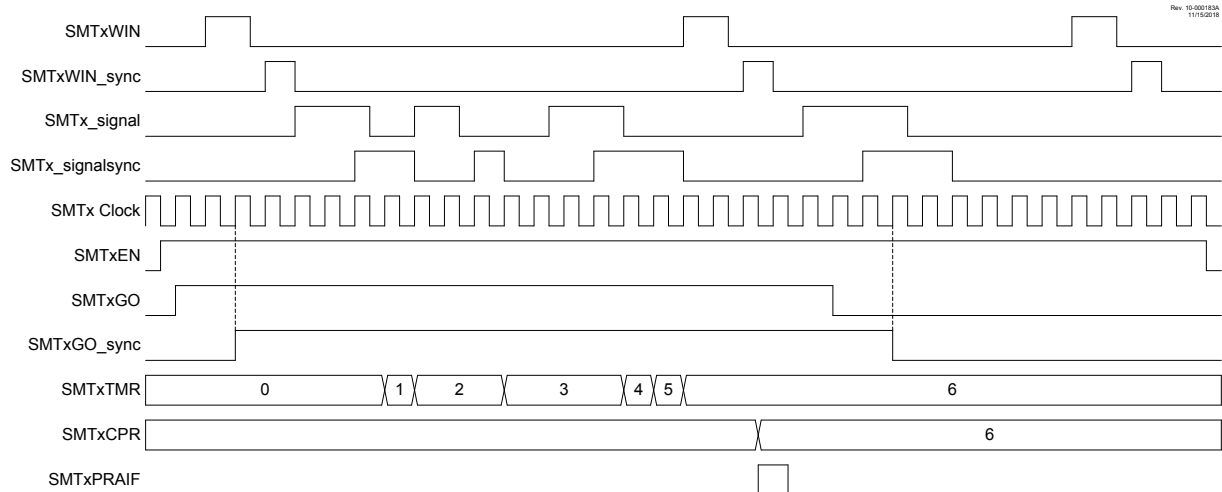 Rev. 10-000183A
11/15/2018
SMTxWIN
SMTxWIN_sync
SMTx_signal
SMTx_signalsync
SMTx Clock
SMTxEN
SMTxGO
SMTxGO_sync
SMTxTMR 0 1 2 3 4 5 6
SMTxCPR 6
SMTxPRAIF